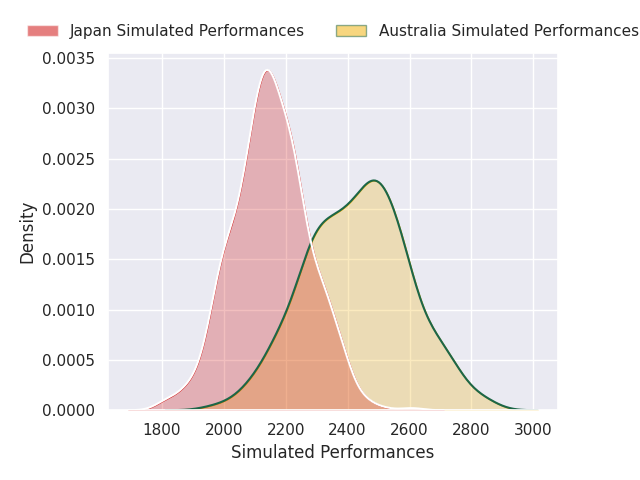 Japan Simulated Performances
Australia Simulated Performances
0.0035
0.0030
0.0025
0.0020
0.0015
0.0010
0.0005
0.0000
Density
1800 2000 2200 2400 2600 2800 3000
Simulated Performances